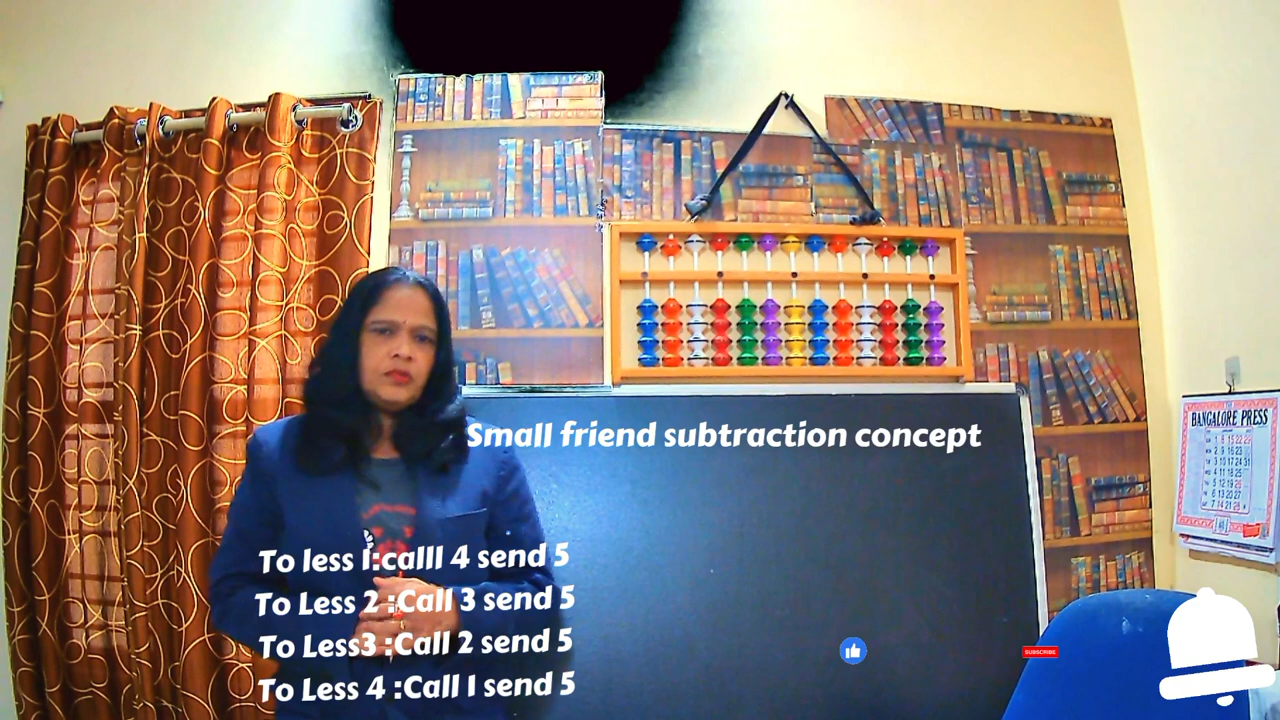 Small friend subtraction concept
To less 1:calll 4 send 5
To Less 2 :Call 3 send 5
To Less3 :Call 2 send 5
To Less 4 :Call 1 send 5
SUBSCRIBE
BANGALORE PRESS